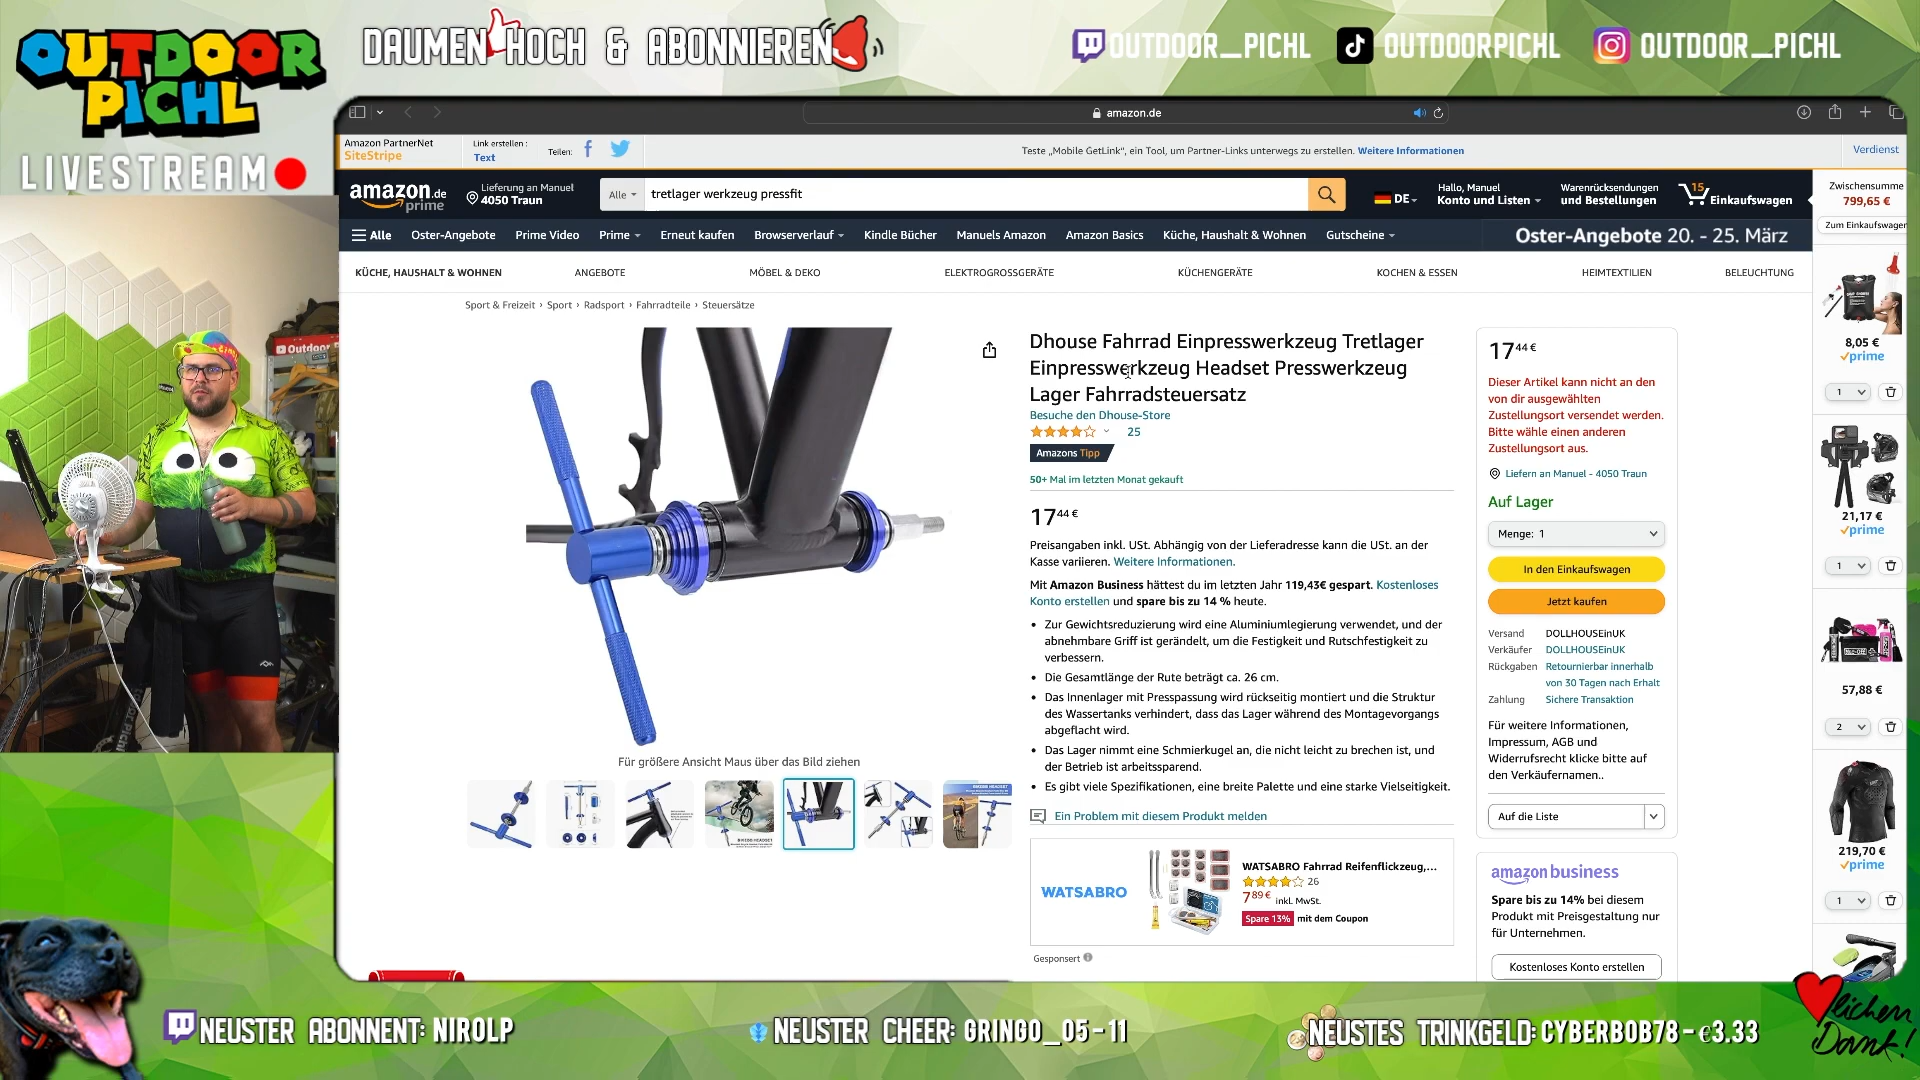 OUTDOOR
PICHL
LIVESTREAM
DAUMEN HOCH & ABONNIEREN
OUTDOOR_PICHL
OUTDOORPICHL
OUTDOOR_PICHL
amazon.de
Amazon PartnerNet
SiteStripe
Link erstellen :
Text
Teilen:
Teste „Mobile GetLink“, ein Tool, um Partner-Links unterwegs zu erstellen. Weitere Informationen
Verdienst
amazon.de
prime
Lieferung an Manuel
4050 Traun
Alle
tretlager werkzeug pressfit
DE
Hallo, Manuel
Konto und Listen
Warenrücksendungen
und Bestellungen
15
Einkaufswagen
Zwischensumme
799,65 €
Zum Einkaufswagen
Alle
Oster-Angebote
Prime Video
Prime
Erneut kaufen
Browserverlauf
Kindle Bücher
Manuels Amazon
Amazon Basics
Küche, Haushalt & Wohnen
Gutscheine
Oster-Angebote 20. - 25. März
KÜCHE, HAUSHALT & WOHNEN
ANGEBOTE
MÖBEL & DEKO
ELEKTROGROSSGERÄTE
KÜCHENGERÄTE
KOCHEN & ESSEN
HEIMTEXTILIEN
BELEUCHTUNG
Sport & Freizeit › Sport › Radsport › Fahrradteile › Steuersätze
Dhouse Fahrrad Einpresswerkzeug Tretlager
Einpresswerkzeug Headset Presswerkzeug
Lager Fahrradsteuersatz
Besuche den Dhouse-Store
25
Amazons Tipp
50+ Mal im letzten Monat gekauft
17 44 €
Preisangaben inkl. USt. Abhängig von der Lieferadresse kann die USt. an der
Kasse variieren. Weitere Informationen.
Mit Amazon Business hättest du im letzten Jahr 119,43€ gespart. Kostenloses
Konto erstellen und spare bis zu 14 % heute.
• Zur Gewichtsreduzierung wird eine Aluminiumlegierung verwendet, und der
abnehmbare Griff ist gerändelt, um die Festigkeit und Rutschfestigkeit zu
verbessern.
• Die Gesamtlänge der Rute beträgt ca. 26 cm.
• Das Innenlager mit Presspassung wird rückseitig montiert und die Struktur
des Wassertanks verhindert, dass das Lager während des Montagevorgangs
abgeflacht wird.
• Das Lager nimmt eine Schmierkugel an, die nicht leicht zu brechen ist, und
der Betrieb ist arbeitssparend.
• Es gibt viele Spezifikationen, eine breite Palette und eine starke Vielseitigkeit.
Ein Problem mit diesem Produkt melden
Für größere Ansicht Maus über das Bild ziehen
WATSABRO
WATSABRO Fahrrad Reifenflickzeug,...
26
7 89 € inkl. MwSt.
Spare 13% mit dem Coupon
Gesponsert
17 44 €
Dieser Artikel kann nicht an den
von dir ausgewählten
Zustellungsort versendet werden.
Bitte wähle einen anderen
Zustellungsort aus.
Liefern an Manuel - 4050 Traun
Auf Lager
Menge: 1
In den Einkaufswagen
Jetzt kaufen
Versand DOLLHOUSEinUK
Verkäufer DOLLHOUSEinUK
Rückgaben Retournierbar innerhalb
von 30 Tagen nach Erhalt
Zahlung Sichere Transaktion
Für weitere Informationen,
Impressum, AGB und
Widerrufsrecht klicke bitte auf
den Verkäufernamen..
Auf die Liste
amazon business
Spare bis zu 14% bei diesem
Produkt mit Preisgestaltung nur
für Unternehmen.
Kostenloses Konto erstellen
8,05 €
prime
1
21,17 €
prime
1
57,88 €
2
219,70 €
prime
1
NEUSTER ABONNENT: NIROLP
NEUSTER CHEER: GRINGO_05-11
NEUSTES TRINKGELD: CYBERBOB78 - €3.33
lichen
Dank!